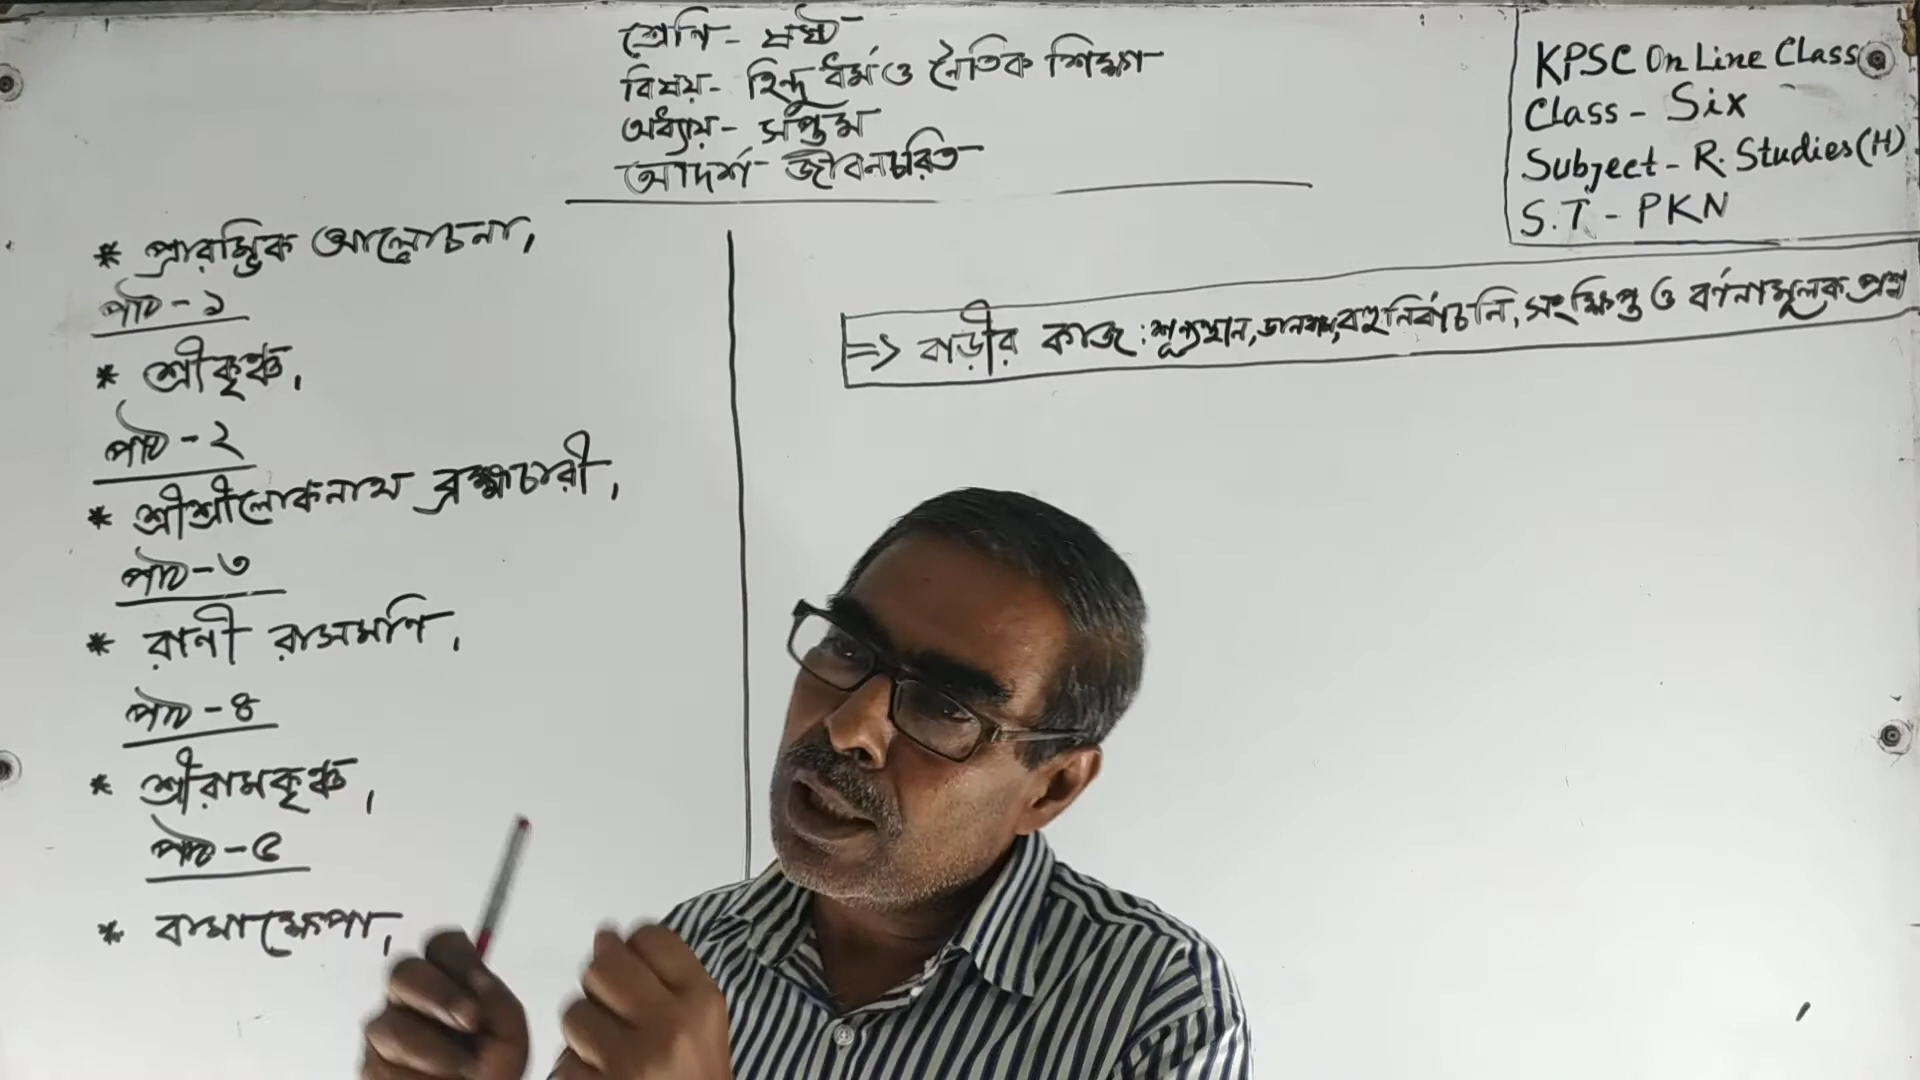 শ্রেণি - ষষ্ঠ
বিষয় - হিন্দু ধর্ম ও নৈতিক শিক্ষা
অধ্যায় - সপ্তম
আদর্শ জীবনচরিত
KPSC On Line Class
Class - Six
Subject - R. Studies (H)
S.T - PKN
* প্রারম্ভিক আলোচনা,
পাঠ - ১
* শ্রীকৃষ্ণ,
পাঠ - ২
* শ্রীশ্রীলোকনাথ ব্রহ্মচারী,
পাঠ - ৩
* রাণী রাসমণি,
পাঠ - ৪
* শ্রীরামকৃষ্ণ,
পাঠ - ৫
* বামাক্ষেপা,
=> বাড়ীর কাজ : শূণ্যস্থান, ডানবাম, বহুনির্বাচনি, সংক্ষিপ্ত ও বর্ণনামূলক প্রশ্ন